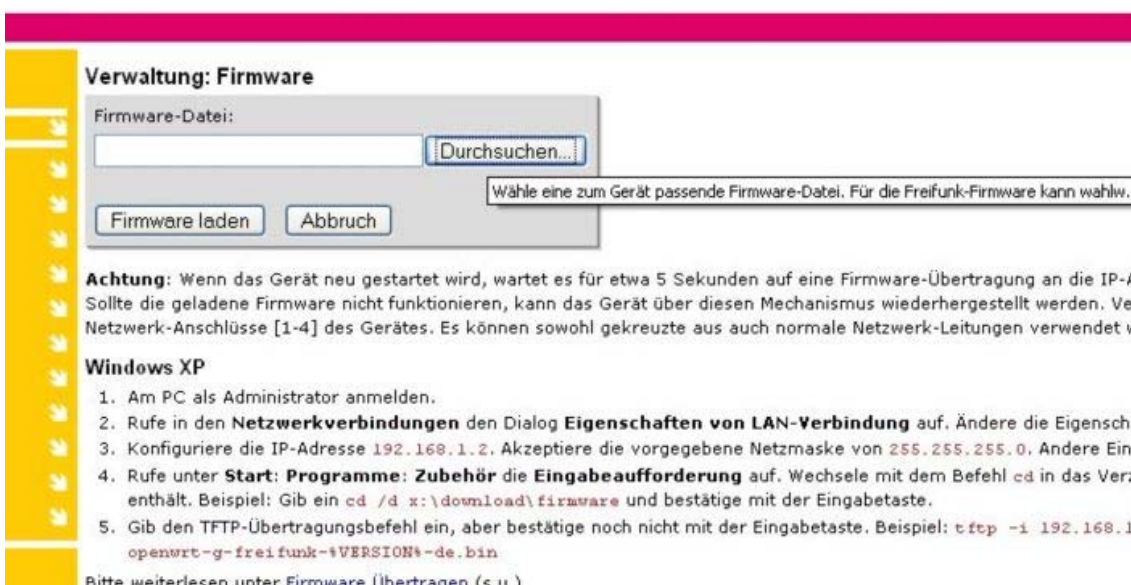 Verwaltung: Firmware
Firmware-Datei:
Durchsuchen...
Wähle eine zum Gerät passende Firmware-Datei. Für die Freifunk-Firmware kann wahlw.
Firmware laden
Abbruch
Achtung: Wenn das Gerät neu gestartet wird, wartet es für etwa 5 Sekunden auf eine Firmware-Übertragung an die IP-A
Sollte die geladene Firmware nicht funktionieren, kann das Gerät über diesen Mechanismus wiederhergestellt werden. Ve
Netzwerk-Anschlüsse [1-4] des Gerätes. Es können sowohl gekreuzte aus auch normale Netzwerk-Leitungen verwendet w
Windows XP
1. Am PC als Administrator anmelden.
2. Rufe in den Netzwerkverbindungen den Dialog Eigenschaften von LAN-Verbindung auf. Ändere die Eigensch
3. Konfiguriere die IP-Adresse 192.168.1.2. Akzeptiere die vorgegebene Netzmaske von 255.255.255.0. Andere Ein
4. Rufe unter Start: Programme: Zubehör die Eingabeaufforderung auf. Wechsele mit dem Befehl cd in das Verz
enthält. Beispiel: Gib ein cd /d x:\download\firmware und bestätige mit der Eingabetaste.
5. Gib den TFTP-Übertragungsbefehl ein, aber bestätige noch nicht mit der Eingabetaste. Beispiel: tftp -i 192.168.1
openwrt-g-freifunk-%VERSION%-de.bin
Bitte weiterlesen unter Firmware Übertragen (s.u.)